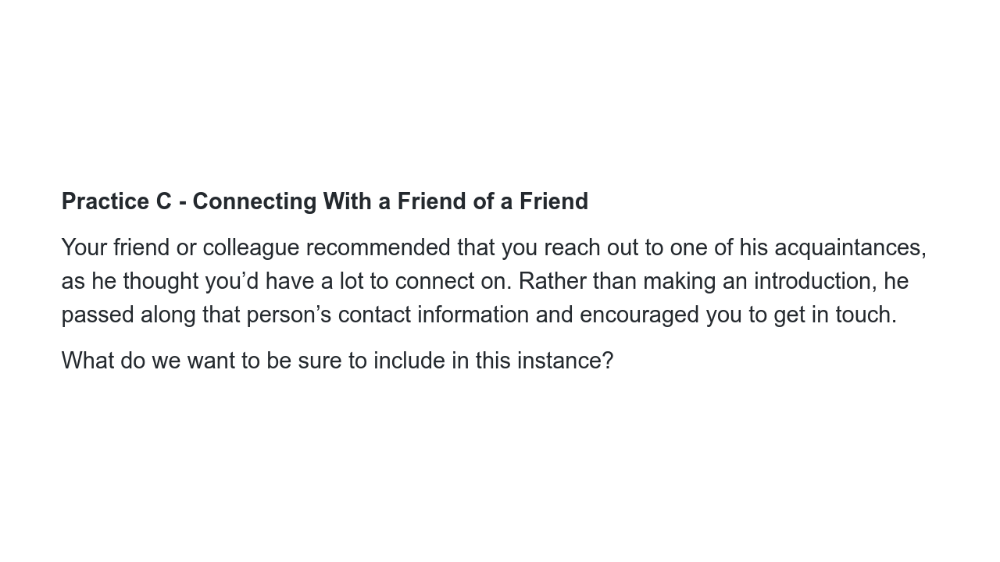 Practice C - Connecting With a Friend of a Friend
Your friend or colleague recommended that you reach out to one of his acquaintances,
as he thought you’d have a lot to connect on. Rather than making an introduction, he
passed along that person’s contact information and encouraged you to get in touch.
What do we want to be sure to include in this instance?